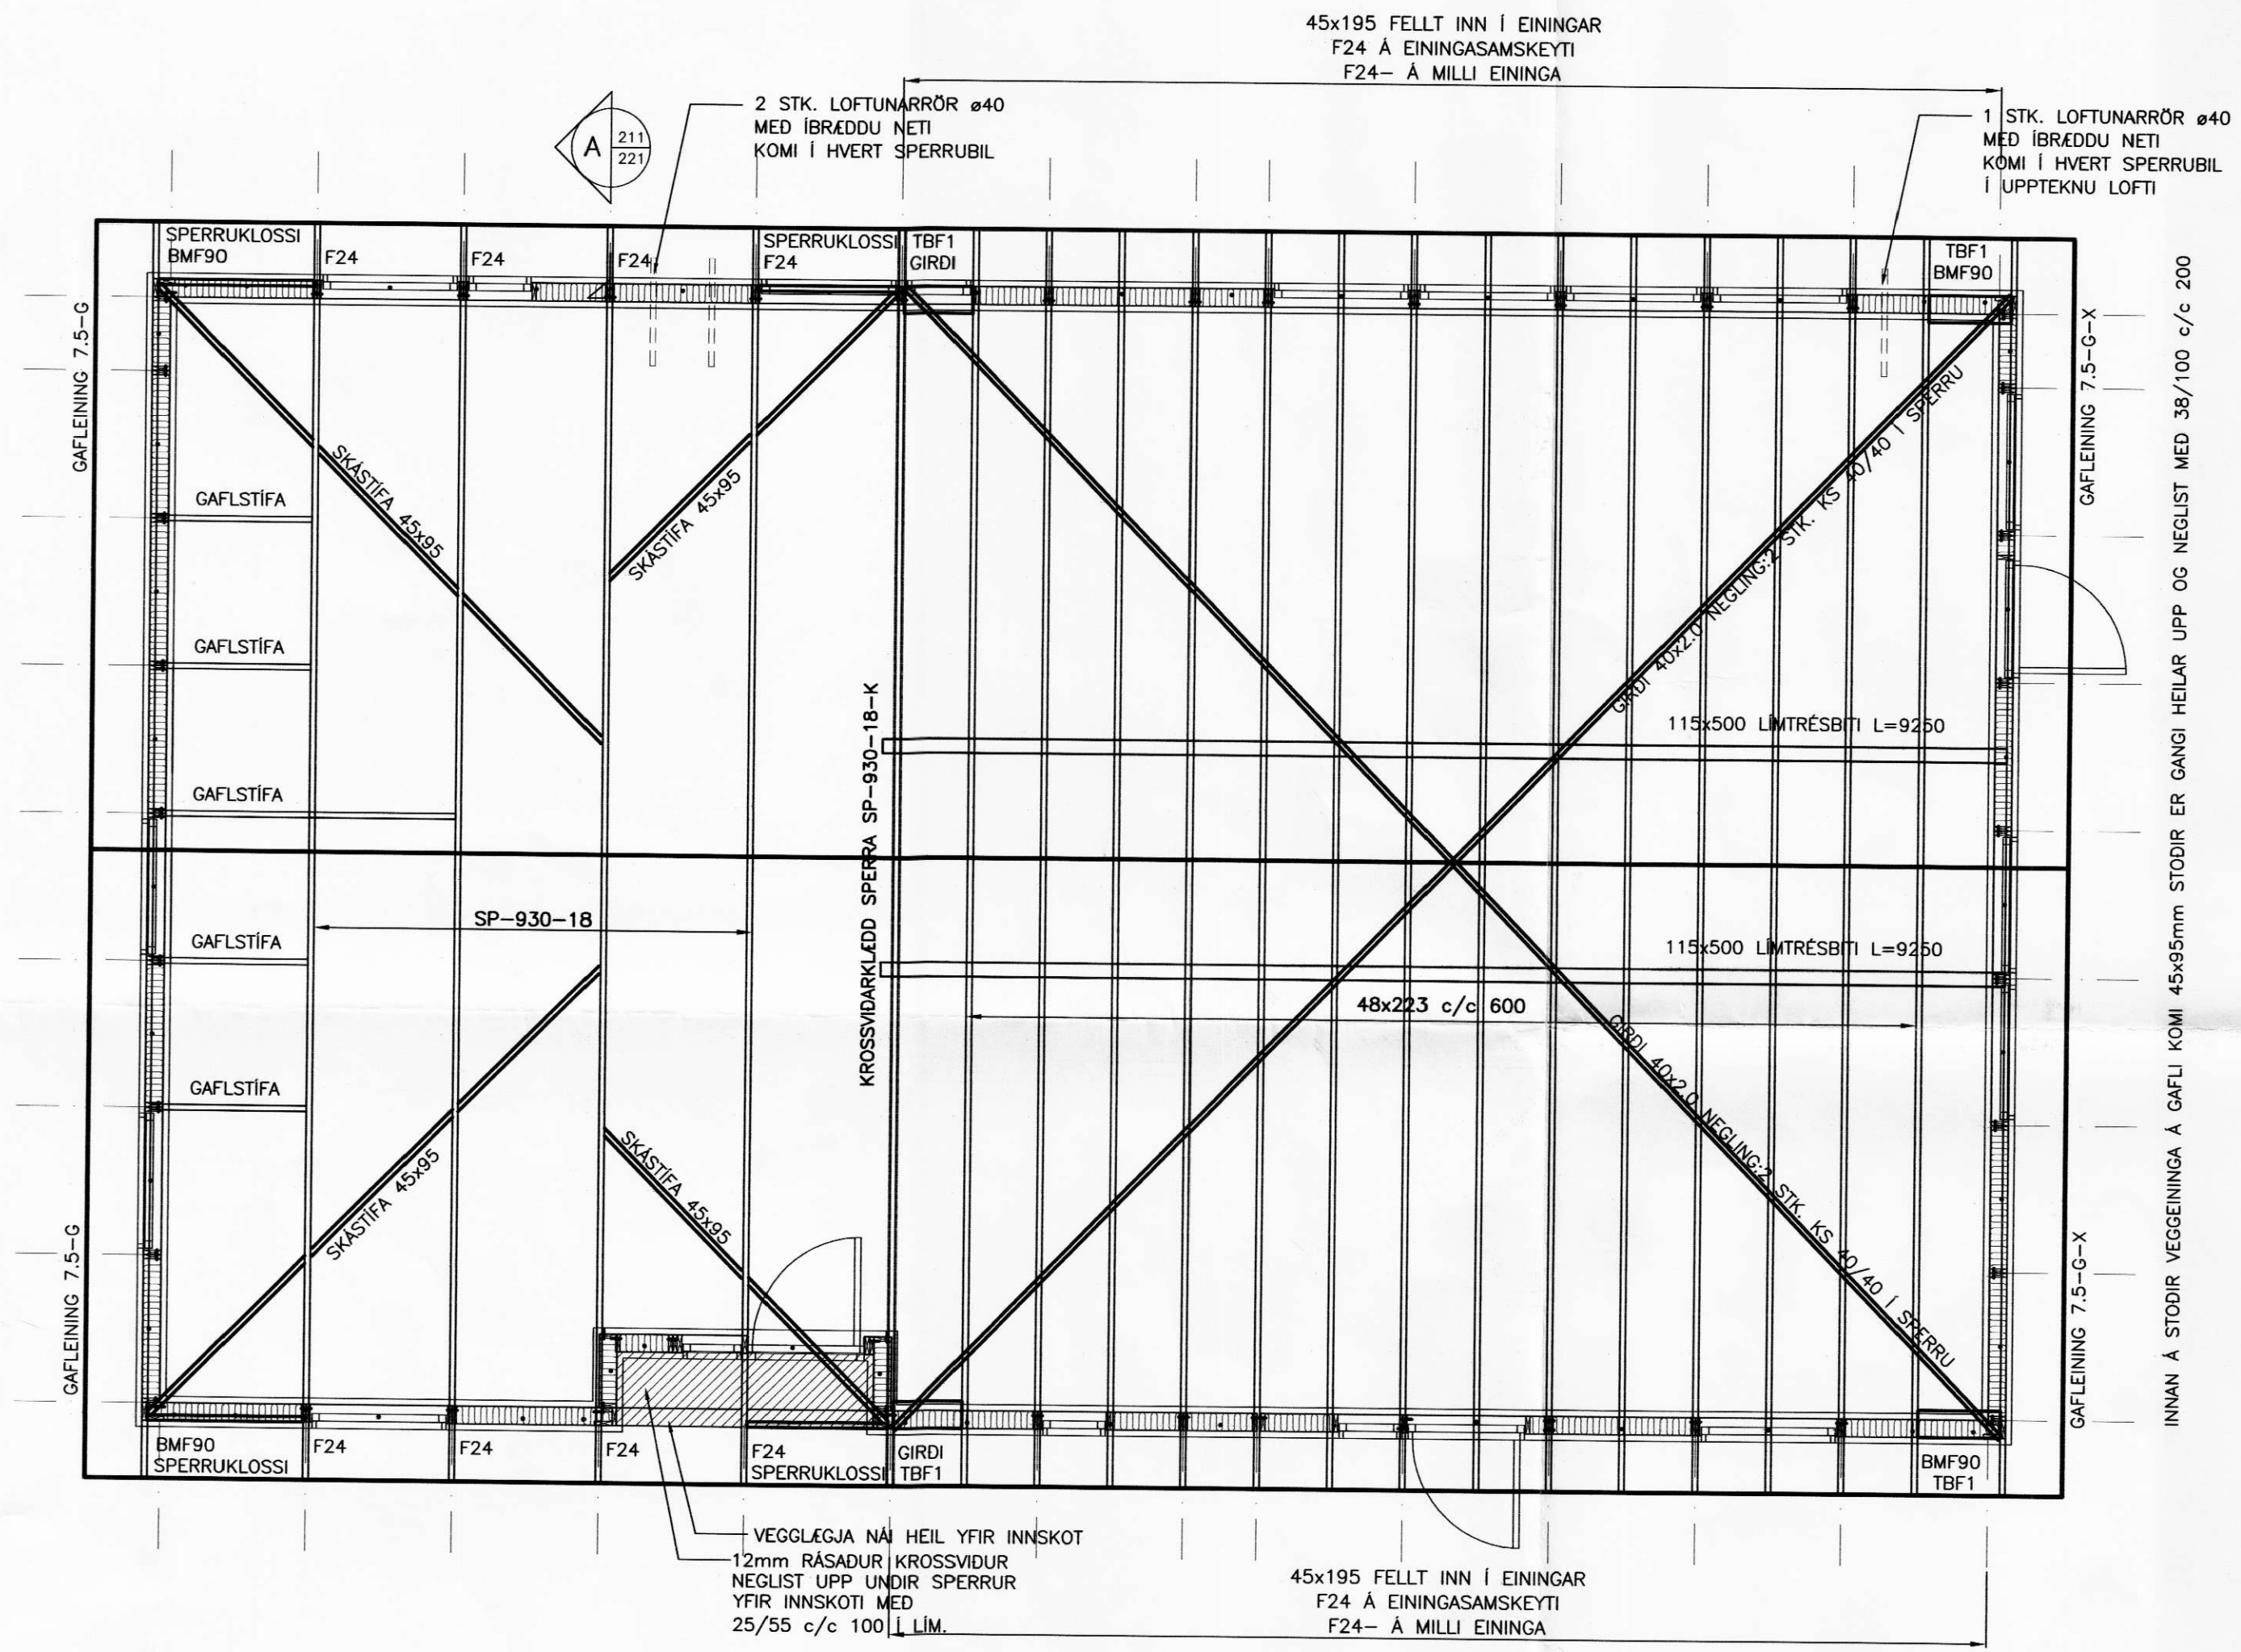 45x195 FELLT INN Í EININGAR
F24 Á EININGASAMSKEYTI
F24- Á MILLI EININGA
A
211
221
2 STK. LOFTUNARRÖR ø40
MEÐ ÍBRÆDDU NETI
KOMI Í HVERT SPERRUBIL
1 STK. LOFTUNARRÖR ø40
MEÐ ÍBRÆDDU NETI
KOMI Í HVERT SPERRUBIL
Í UPPTEKNU LOFTI
SPERRUKLOSSI
BMF90
F24
F24
F24
SPERRUKLOSSI
F24
TBF1
GIRÐI
TBF1
BMF90
GAFLEINING 7.5-G
GAFLEINING 7.5-G-X
SKÁSTÍFA 45x95
SKÁSTÍFA 45x95
GIRÐI 40x2.0 NEGLING:2 STK. KS 40/40 Í SPERRU
GAFLSTÍFA
GAFLSTÍFA
GAFLSTÍFA
KROSSVIÐARKLÆDD SPERRA SP-930-18-K
115x500 LÍMTRÉSBITI L=9250
SP-930-18
GAFLSTÍFA
115x500 LÍMTRÉSBITI L=9250
48x223 c/c 600
GAFLSTÍFA
SKÁSTÍFA 45x95
SKÁSTÍFA 45x95
GIRÐI 40x2.0 NEGLING:2 STK. KS 40/40 Í SPERRU
GAFLEINING 7.5-G
GAFLEINING 7.5-G-X
INNAN Á STOÐIR VEGGEININGA Á GAFLI KOMI 45x95mm STOÐIR ER GANGI HEILAR UPP OG NEGLIST MEÐ 38/100 c/c 200
BMF90
SPERRUKLOSSI
F24
F24
F24
F24
SPERRUKLOSSI
GIRÐI
TBF1
BMF90
TBF1
VEGGLÆGJA NÁI HEIL YFIR INNSKOT
12mm RÁSAÐUR KROSSVIÐUR
NEGLIST UPP UNDIR SPERRUR
YFIR INNSKOTI MEÐ
25/55 c/c 100 Í LÍM.
45x195 FELLT INN Í EININGAR
F24 Á EININGASAMSKEYTI
F24- Á MILLI EININGA